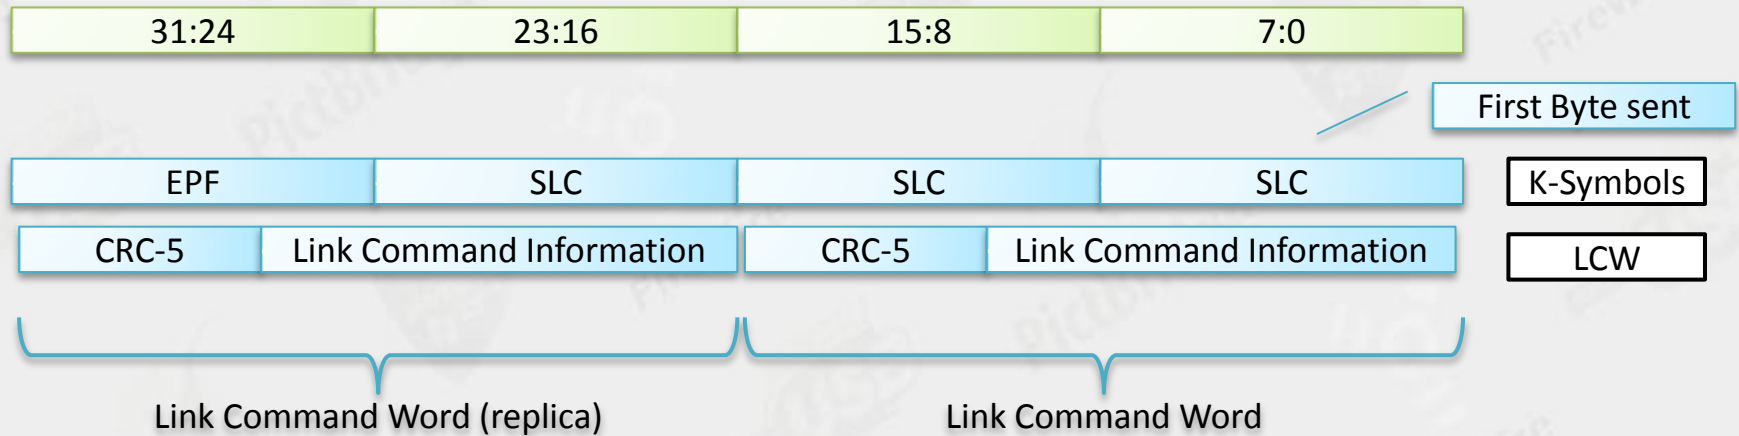 31:24 23:16 15:8 7:0
First Byte sent
EPF SLC SLC SLC K-Symbols
CRC-5 Link Command Information CRC-5 Link Command Information LCW
Link Command Word (replica) Link Command Word